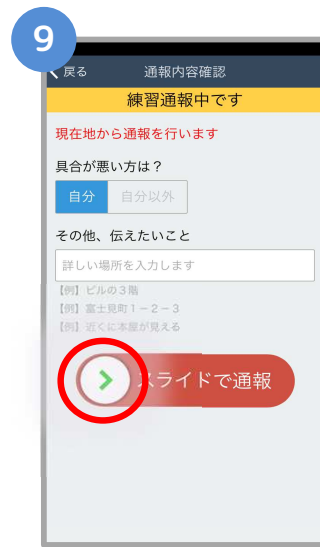 9
戻る 通報内容確認
練習通報中です
現在地から通報を行います
具合が悪い方は？
自分 自分以外
その他、伝えたいこと
詳しい場所を入力します
【例】ビルの３階
【例】富士見町１－２－３
【例】近くに本屋が見える
スライドで通報